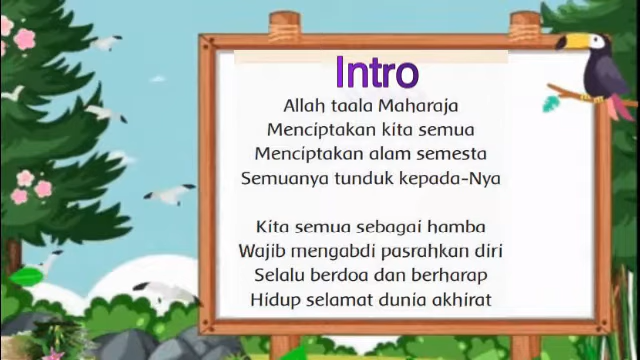 Intro
Allah taala Maharaja
Menciptakan kita semua
Menciptakan alam semesta
Semuanya tunduk kepada-Nya
Kita semua sebagai hamba
Wajib mengabdi pasrahkan diri
Selalu berdoa dan berharap
Hidup selamat dunia akhirat